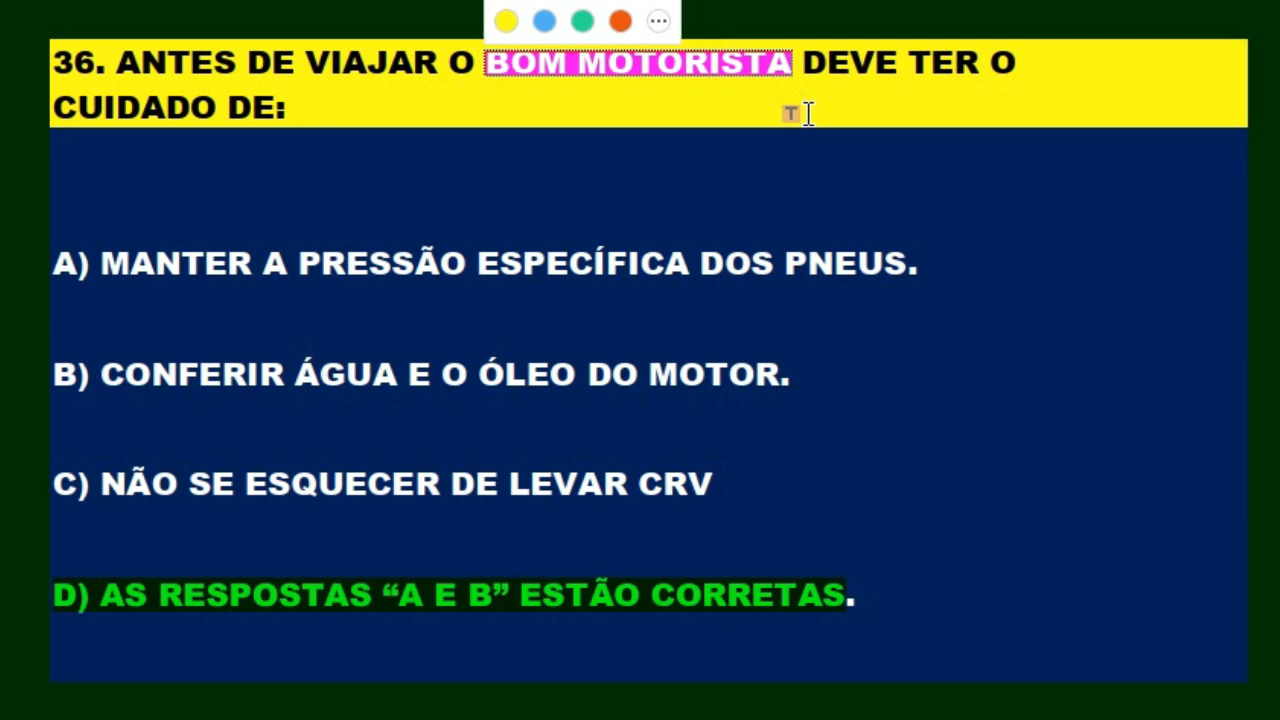 36. ANTES DE VIAJAR O BOM MOTORISTA DEVE TER O
CUIDADO DE:
T
A) MANTER A PRESSÃO ESPECÍFICA DOS PNEUS.
B) CONFERIR ÁGUA E O ÓLEO DO MOTOR.
C) NÃO SE ESQUECER DE LEVAR CRV
D) AS RESPOSTAS “A E B” ESTÃO CORRETAS.